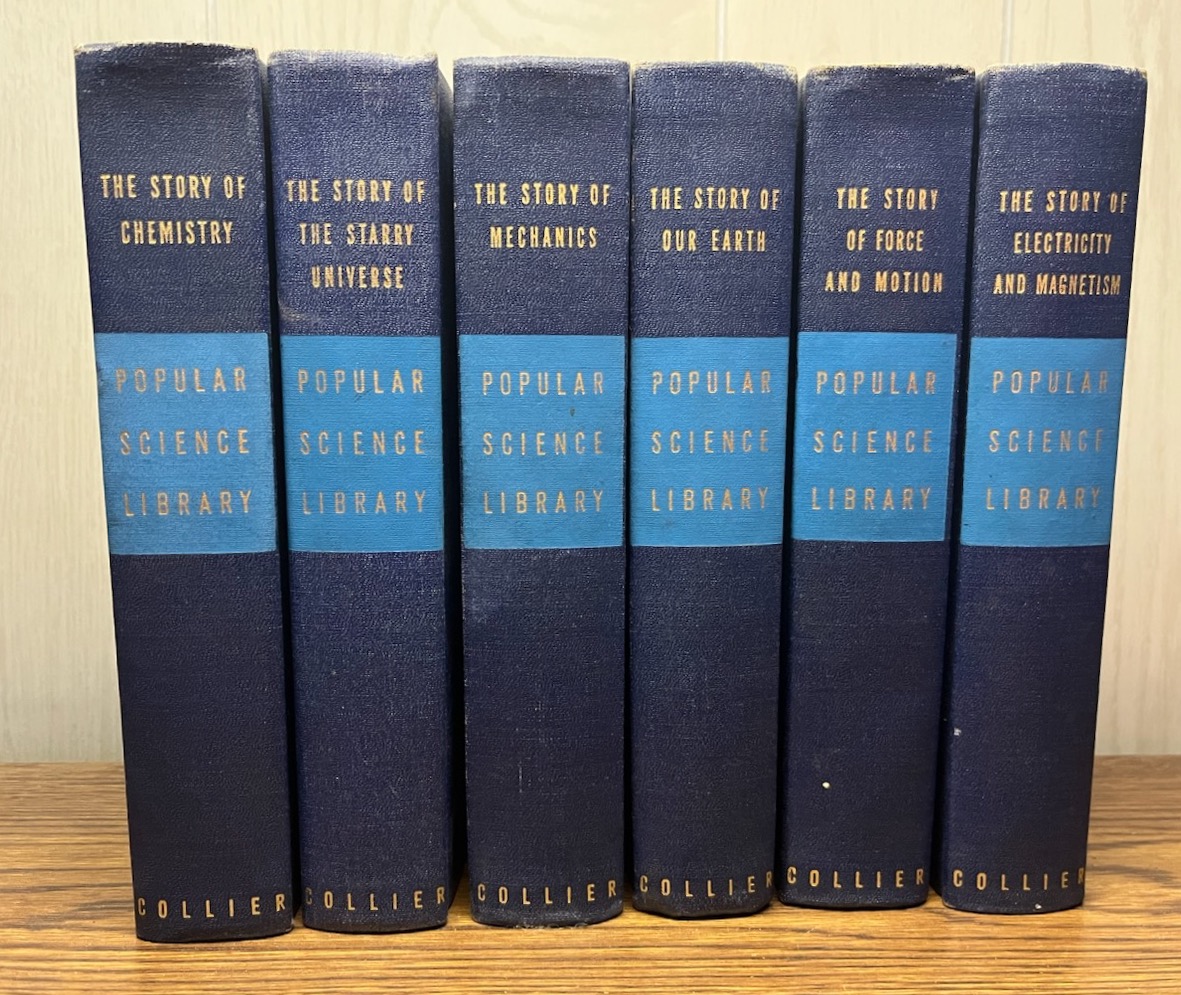 THE STORY OF
CHEMISTRY
POPULAR
SCIENCE
LIBRARY
COLLIER
THE STORY OF
THE STARRY
UNIVERSE
POPULAR
SCIENCE
LIBRARY
COLLIER
THE STORY OF
MECHANICS
POPULAR
SCIENCE
LIBRARY
COLLIER
THE STORY OF
OUR EARTH
POPULAR
SCIENCE
LIBRARY
COLLIER
THE STORY
OF FORCE
AND MOTION
POPULAR
SCIENCE
LIBRARY
COLLIER
THE STORY OF
ELECTRICITY
AND MAGNETISM
POPULAR
SCIENCE
LIBRARY
COLLIER